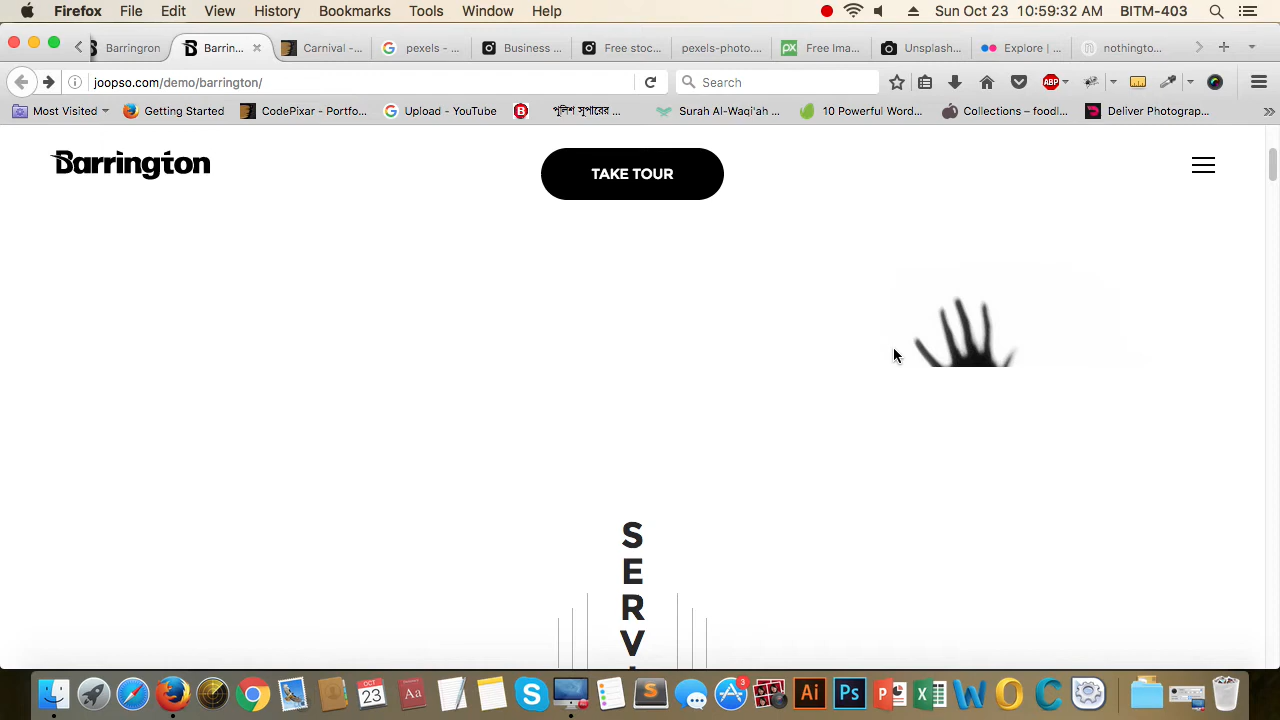 Firefox File Edit View History Bookmarks Tools Window Help Sun Oct 23 10:59:32 AM BITM-403
Barrington Barrin... Carnival -... pexels - ... Business ... Free stoc... pexels-photo.... Free Ima... Unsplash... Explore | ... nothingto...
joopso.com/demo/barrington/ Search
Most Visited Getting Started CodePixar - Portfo... Upload - YouTube পুলিশ সুপারের ... Surah Al-Waqi'ah ... 10 Powerful Word... Collections – foodl... Deliver Photograp...
Barrington TAKE TOUR
S
E
R
V